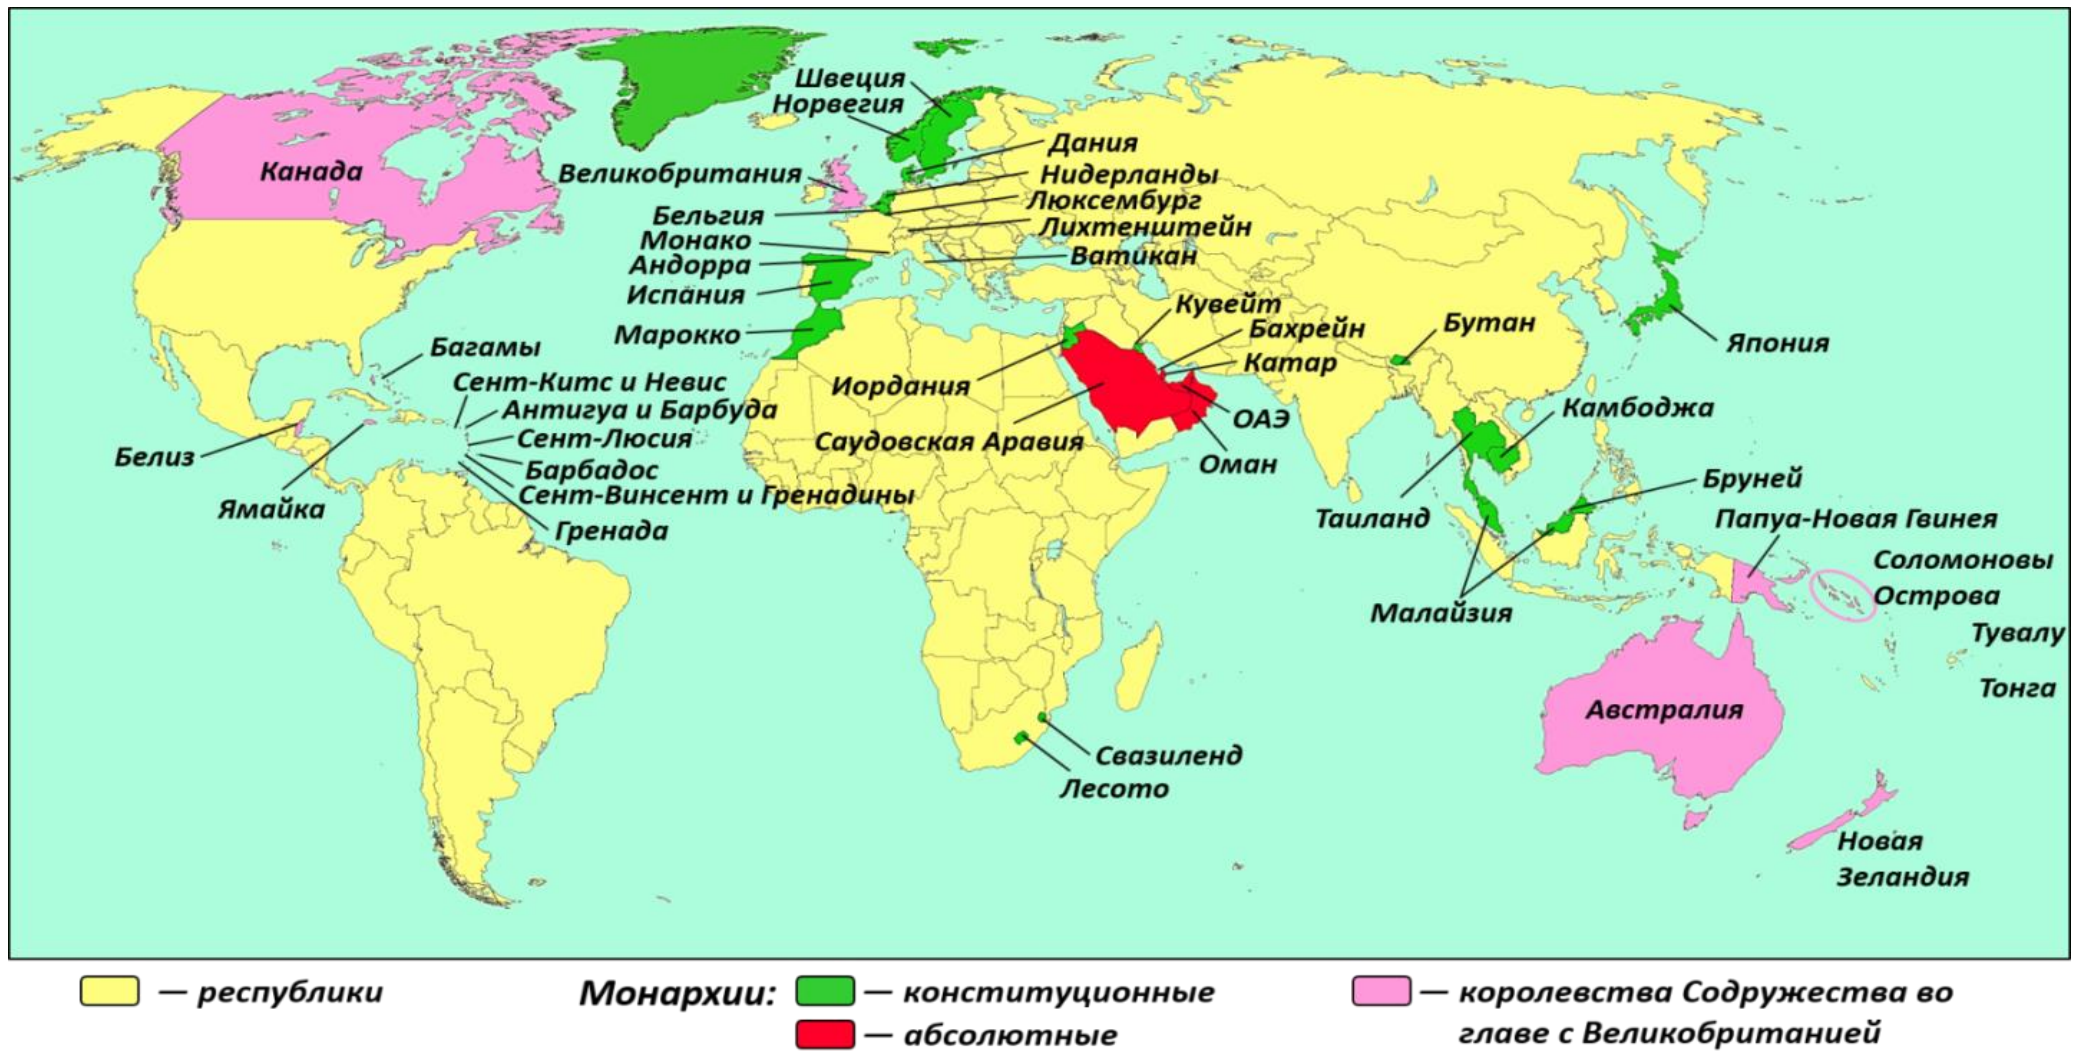 Швеция
Норвегия
Канада
Великобритания
Дания
Нидерланды
Люксембург
Бельгия
Лихтенштейн
Монако
Андорра
Ватикан
Испания
Марокко
Кувейт
Бахрейн
Катар
Бутан
Япония
Багамы
Сент-Китс и Невис
Антигуа и Барбуда
Сент-Люсия
Барбадос
Сент-Винсент и Гренадины
Гренада
Белиз
Ямайка
Иордания
Саудовская Аравия
ОАЭ
Оман
Камбоджа
Таиланд
Бруней
Малайзия
Папуа-Новая Гвинея
Соломоновы
Острова
Тувалу
Тонга
Австралия
Свазиленд
Лесото
Новая
Зеландия
— республики
Монархии:
— конституционные
— абсолютные
— королевства Содружества во
главе с Великобританией